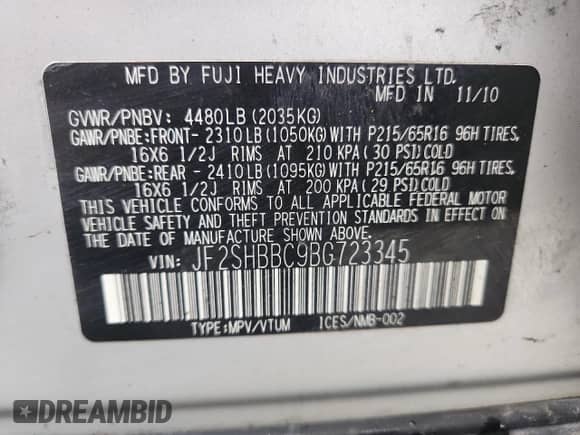 MFD BY FUJI HEAVY INDUSTRIES LTD.
MFD IN 11/10
GVWR/PNBV: 4480LB(2035KG)
GAWR/PNBE:FRONT- 2310LB(1050KG)WITH P215/65R16 96H TIRES,
16X6 1/2J RIMS AT 210 KPA(30 PSI)COLD
GAWR/PNBE:REAR - 2410LB(1095KG)WITH P215/65R16 96H TIRES,
16X6 1/2J RIMS AT 200 KPA(29 PSI)COLD
THIS VEHICLE CONFORMS TO ALL APPLICABLE FEDERAL MOTOR
VEHICLE SAFETY AND THEFT PREVENTION STANDARDS IN EFFECT
ON THE DATE OF MANUFACTURE SHOWN ABOVE.
VIN: JF2SHBBC9BG723345
TYPE:MPV/VTUM ICES/NMB-002
DREAMBID